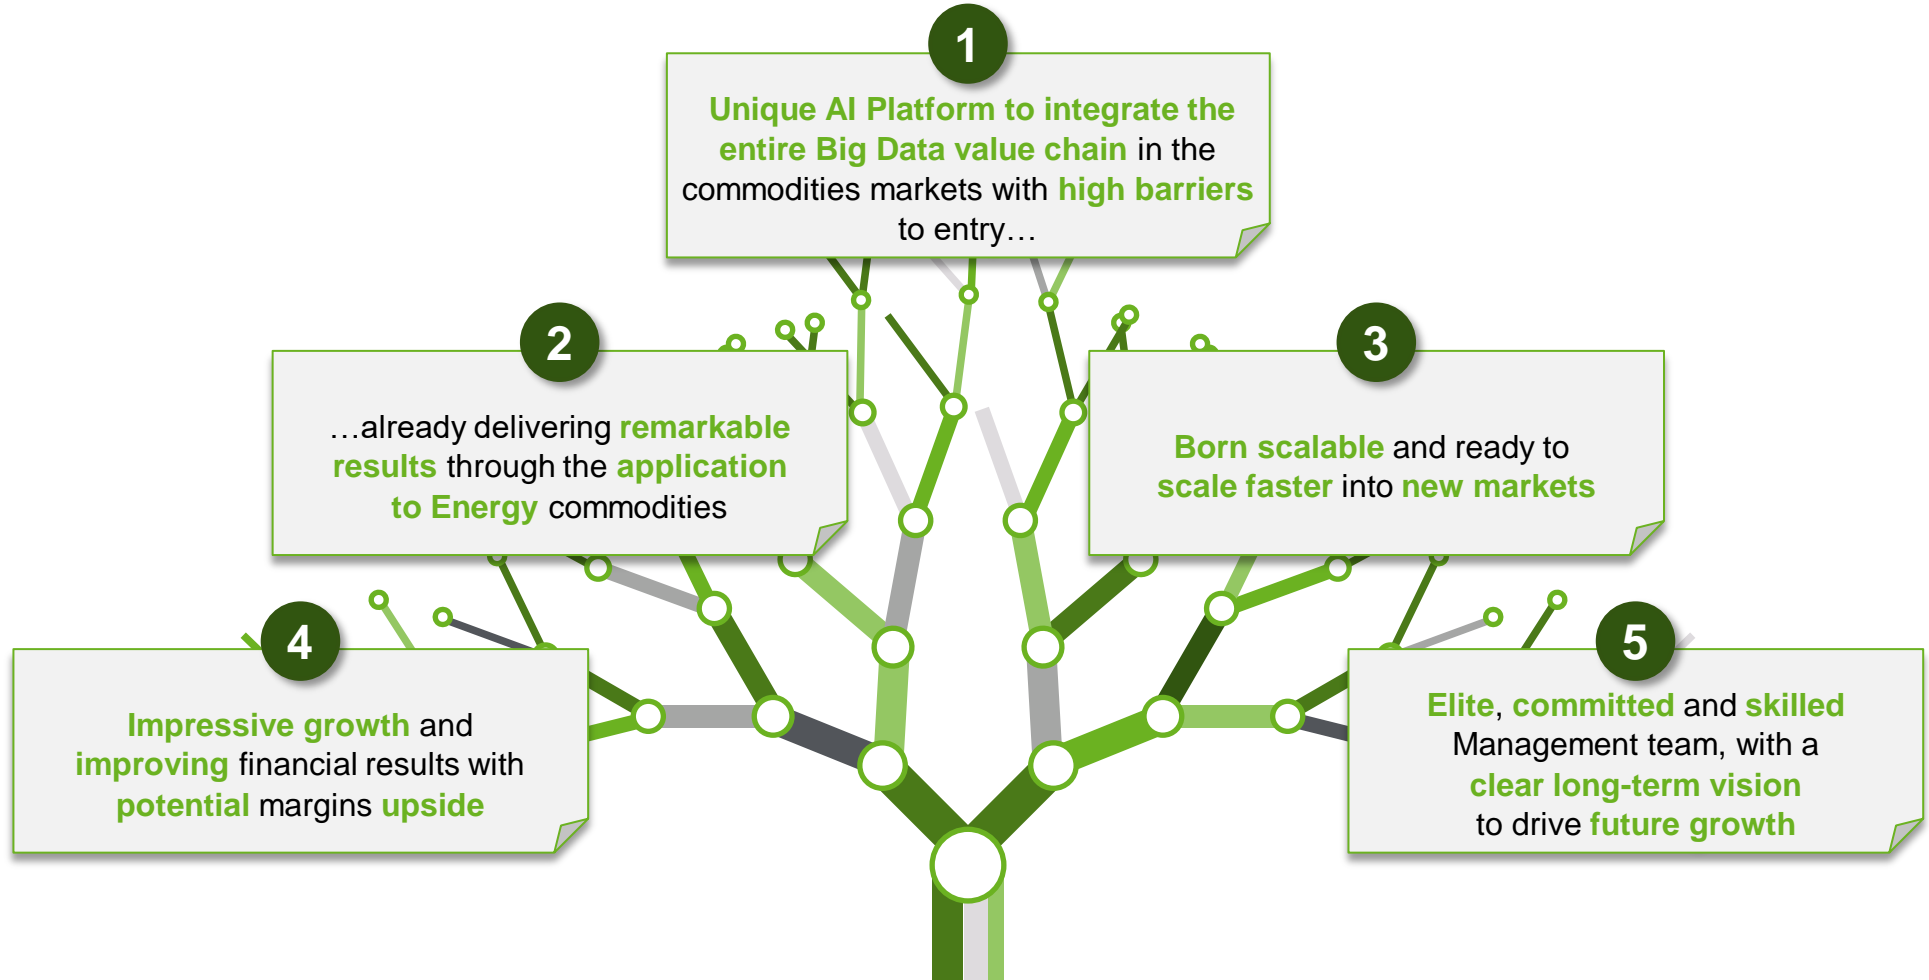 1
Unique AI Platform to integrate the
entire Big Data value chain in the
commodities markets with high barriers
to entry…
2
…already delivering remarkable
results through the application
to Energy commodities
3
Born scalable and ready to
scale faster into new markets
4
Impressive growth and
improving financial results with
potential margins upside
5
Elite, committed and skilled
Management team, with a
clear long-term vision
to drive future growth